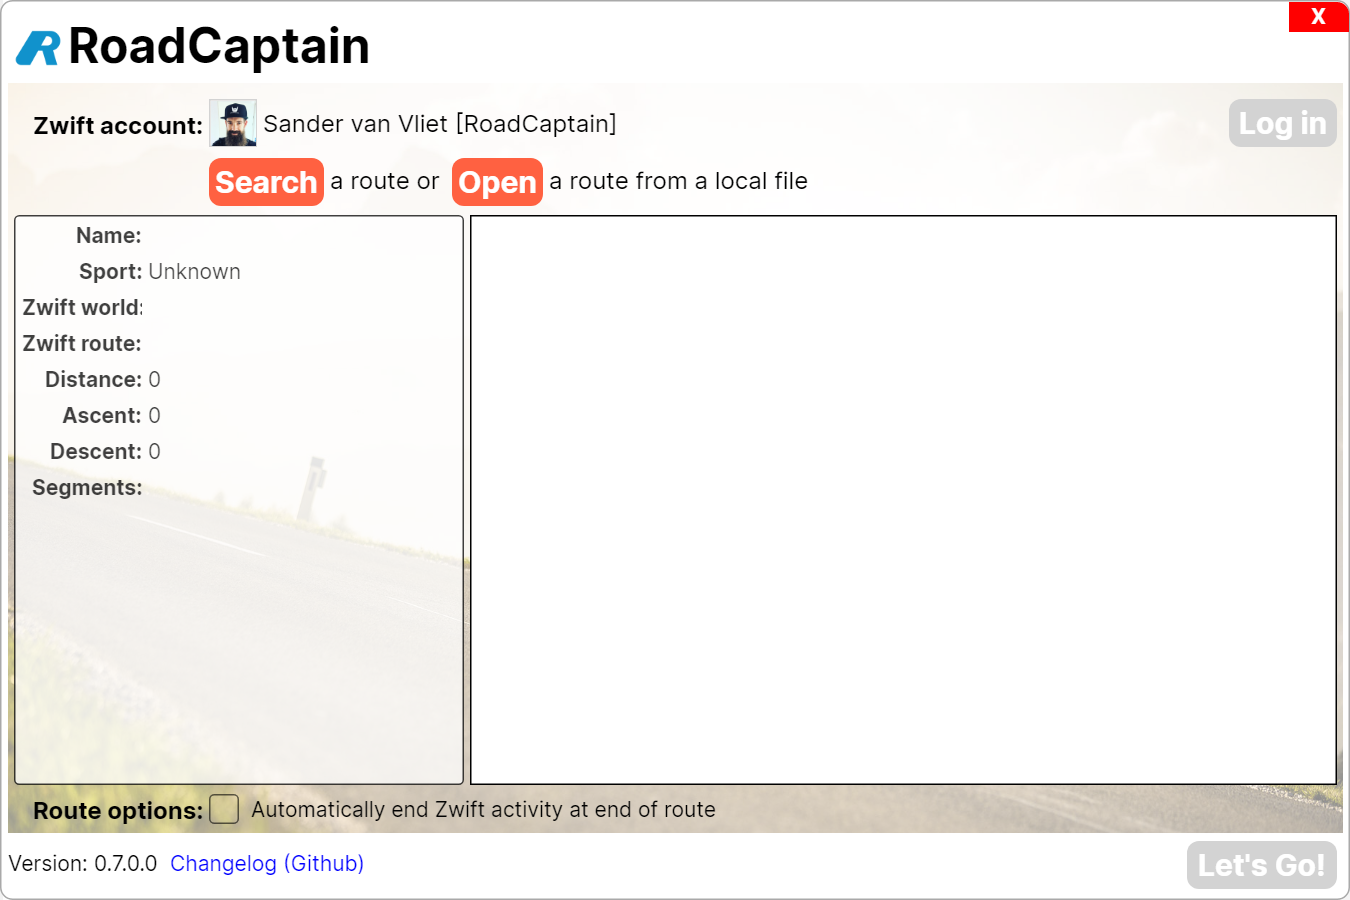 X
RoadCaptain
Zwift account: Sander van Vliet [RoadCaptain] Log in
Search a route or Open a route from a local file
Name:
Sport: Unknown
Zwift world:
Zwift route:
Distance: 0
Ascent: 0
Descent: 0
Segments:
Route options: Automatically end Zwift activity at end of route
Version: 0.7.0.0 Changelog (Github) Let's Go!